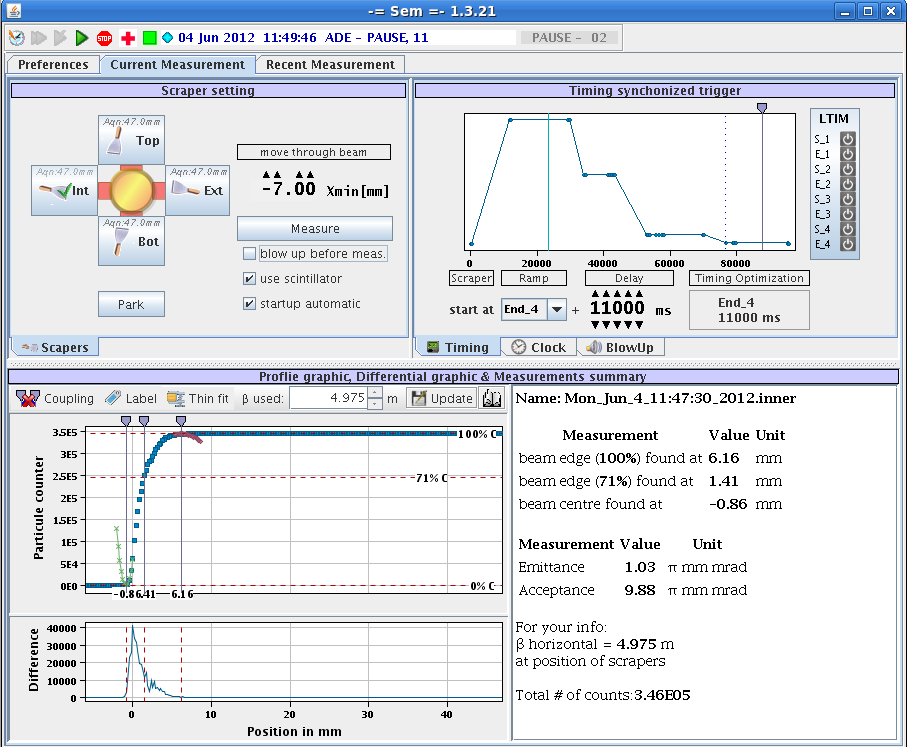 -= Sem =- 1.3.21
STOP 04 Jun 2012 11:49:46 ADE - PAUSE, 11 PAUSE - 02
Preferences Current Measurement Recent Measurement
Scraper setting
Aqn:47.0mm
Top
Aqn:47.0mm
Int
Aqn:47.0mm
Ext
Aqn:47.0mm
Bot
Park
move through beam
-7.00 Xmin[mm]
Measure
blow up before meas.
use scintillator
startup automatic
Scapers
Timing synchonized trigger
0 20000 40000 60000 80000
LTIM
S_1
E_1
S_2
E_2
S_3
E_3
S_4
E_4
Scraper Ramp Delay Timing Optimization
start at End_4 + 11000 ms
End_4
11000 ms
Timing Clock BlowUp
Proflie graphic, Differential graphic & Measurements summary
Coupling Label Thin fit β used: 4.975 m Update
Particule counter
3.5E5
3E5
2.5E5
2E5
1.5E5
1E5
5E4
0E0
100% C
71% C
0% C
-0.86 1.41 6.16
Difference
40000
30000
20000
10000
0
0 10 20 30 40
Position in mm
Name: Mon_Jun_4_11:47:30_2012.inner
Measurement Value Unit
beam edge (100%) found at 6.16 mm
beam edge (71%) found at 1.41 mm
beam centre found at -0.86 mm
Measurement Value Unit
Emittance 1.03 π mm mrad
Acceptance 9.88 π mm mrad
For your info:
β horizontal = 4.975 m
at position of scrapers
Total # of counts:3.46E05